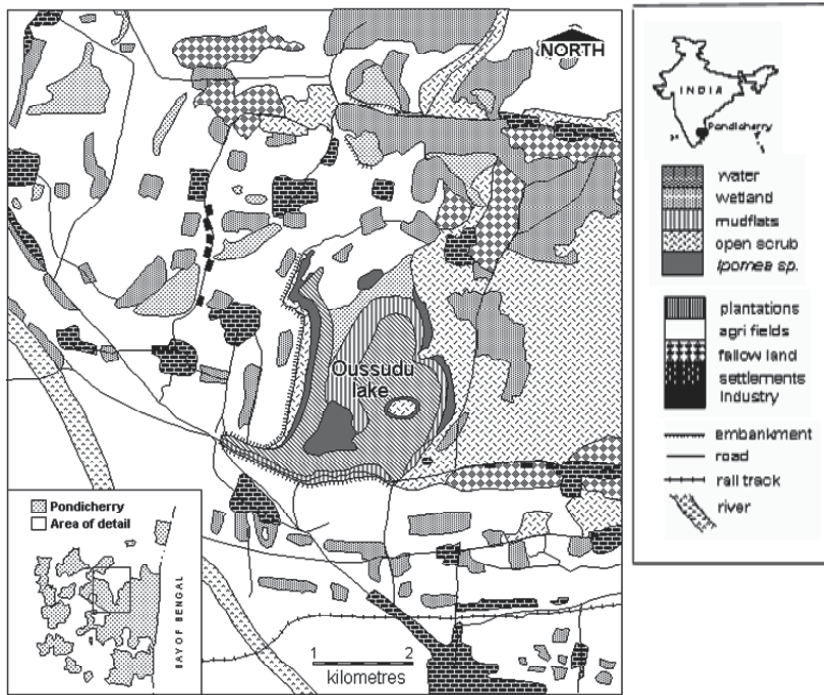 NORTH
Oussudu
lake
Pondicherry
Area of detail
BAY OF BENGAL
1 2
kilometres
INDIA
Pondicherry
water
wetland
mudflats
open scrub
Ipomea sp.
plantations
agri fields
fallow land
settlements
Industry
embankment
road
rail track
river